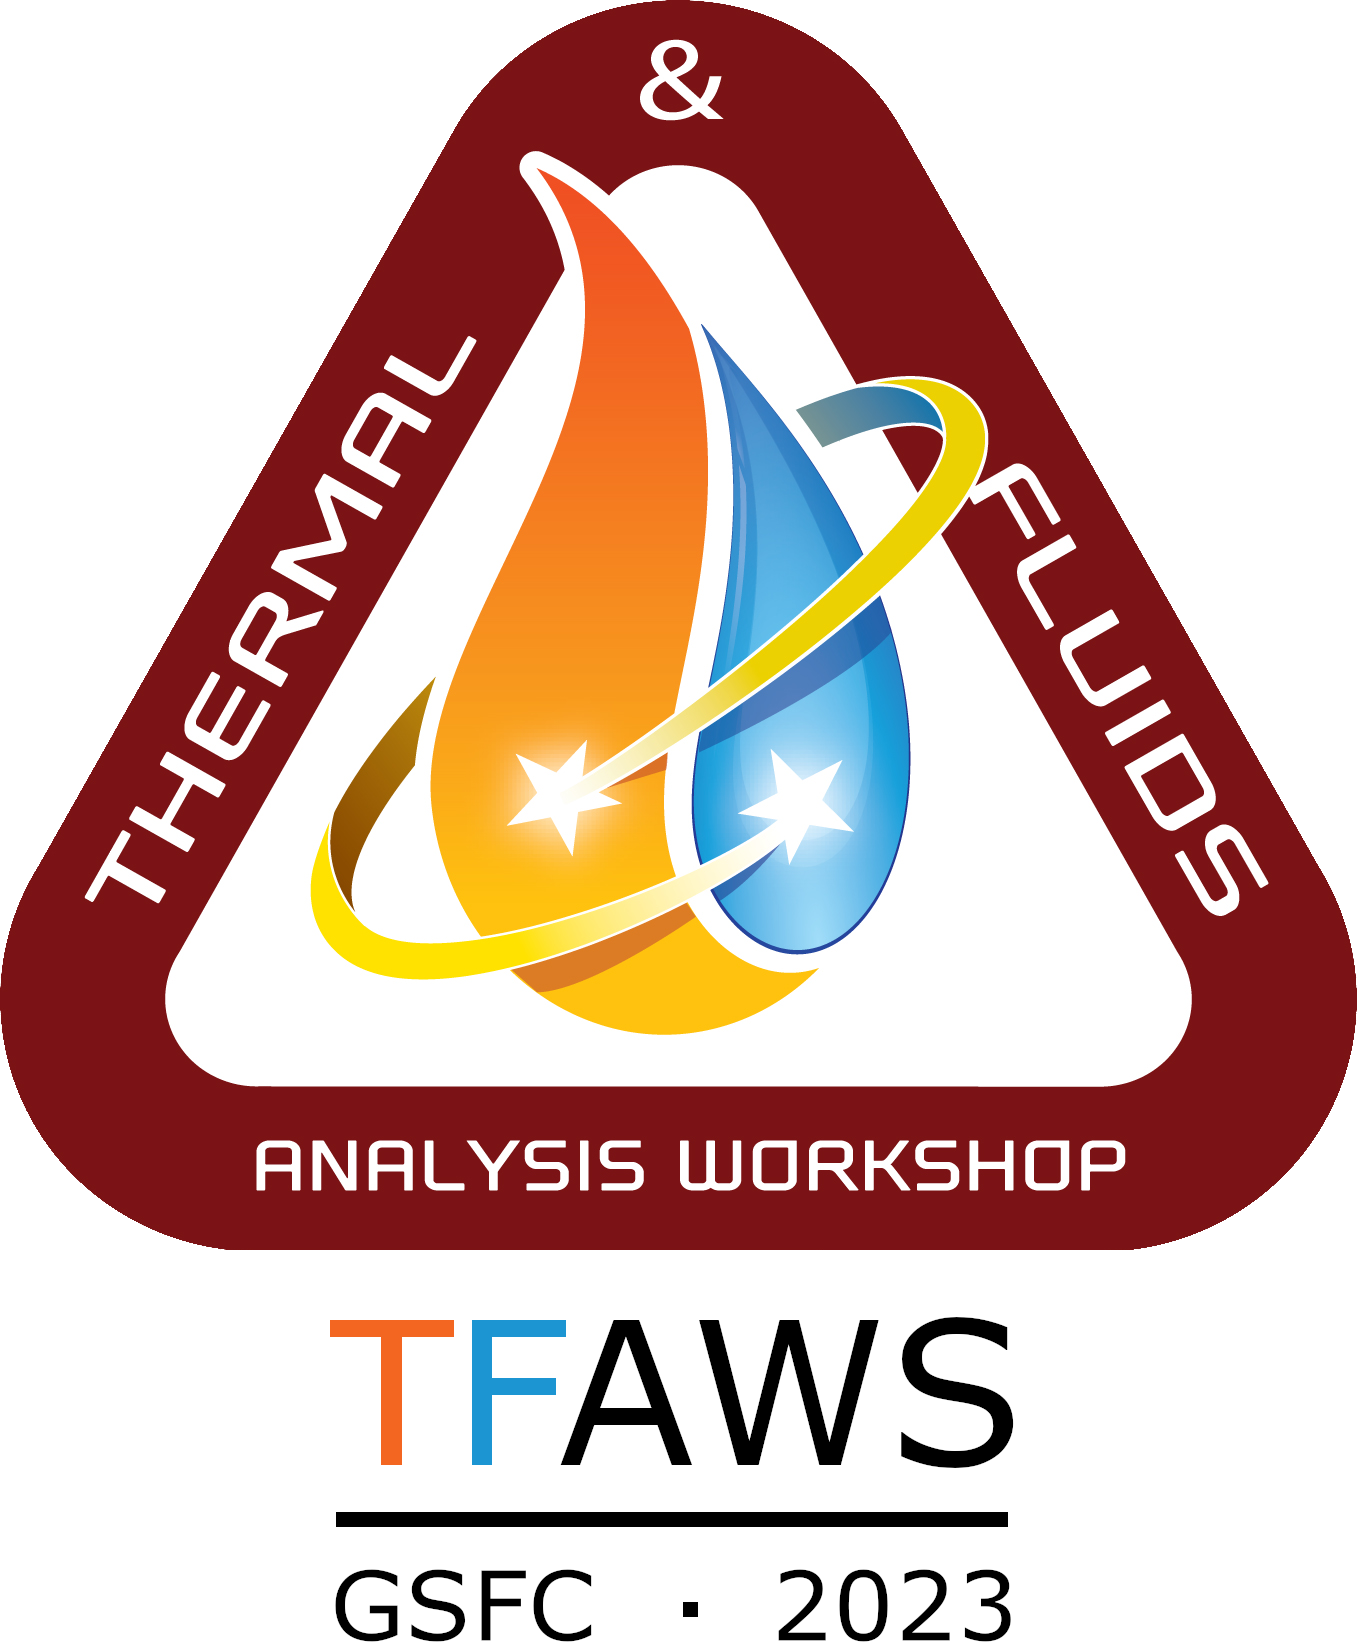 THERMAL
&
FLUIDS
ANALYSIS WORKSHOP
TFAWS
GSFC · 2023